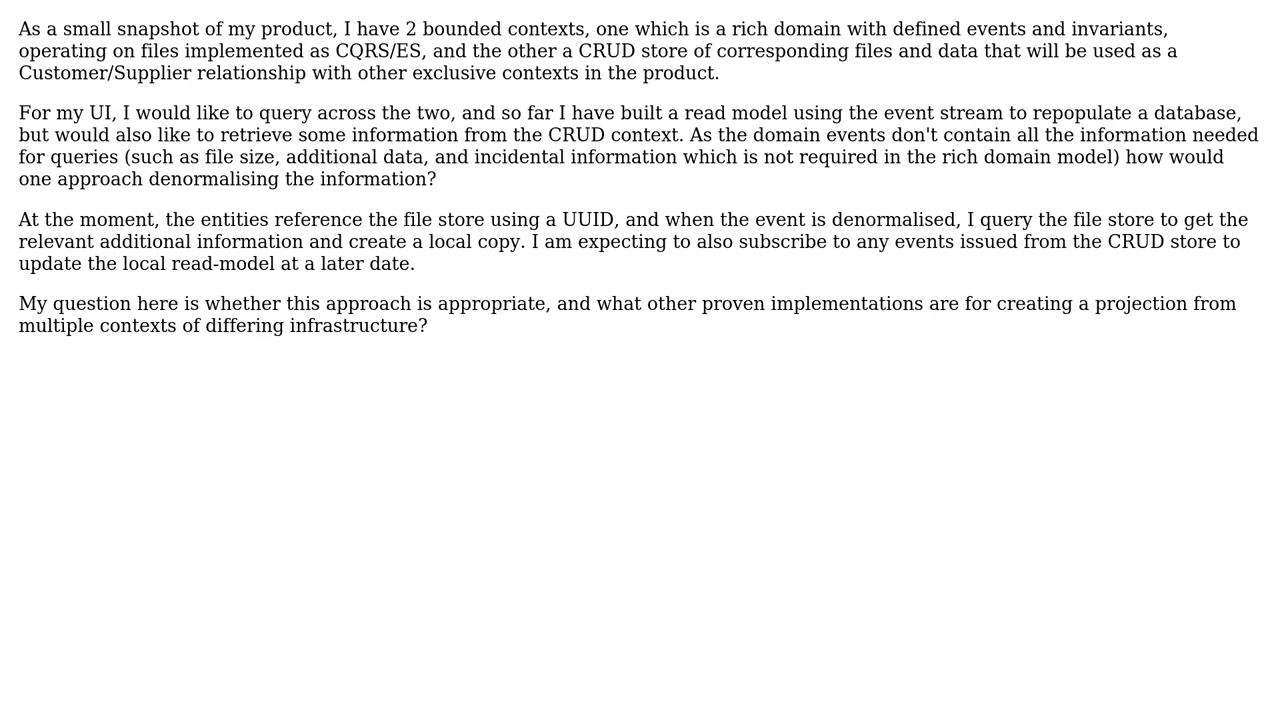 As a small snapshot of my product, I have 2 bounded contexts, one which is a rich domain with defined events and invariants,
operating on files implemented as CQRS/ES, and the other a CRUD store of corresponding files and data that will be used as a
Customer/Supplier relationship with other exclusive contexts in the product.
For my UI, I would like to query across the two, and so far I have built a read model using the event stream to repopulate a database,
but would also like to retrieve some information from the CRUD context. As the domain events don't contain all the information needed
for queries (such as file size, additional data, and incidental information which is not required in the rich domain model) how would
one approach denormalising the information?
At the moment, the entities reference the file store using a UUID, and when the event is denormalised, I query the file store to get the
relevant additional information and create a local copy. I am expecting to also subscribe to any events issued from the CRUD store to
update the local read-model at a later date.
My question here is whether this approach is appropriate, and what other proven implementations are for creating a projection from
multiple contexts of differing infrastructure?